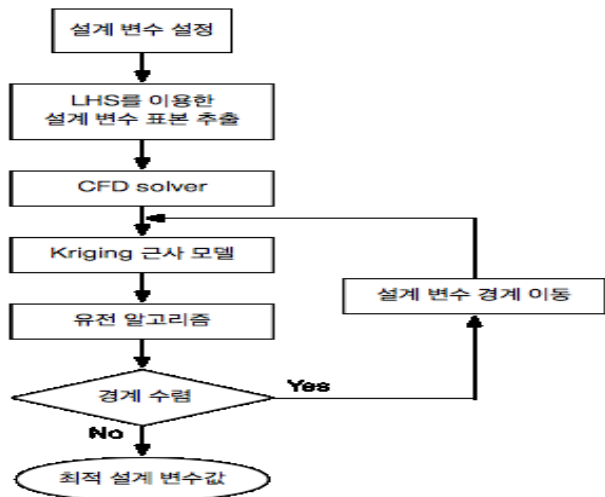 설계 변수 설정
LHS를 이용한
설계 변수 표본 추출
CFD solver
Kriging 근사 모델
설계 변수 경계 이동
유전 알고리즘
경계 수렴
Yes
No
최적 설계 변수값